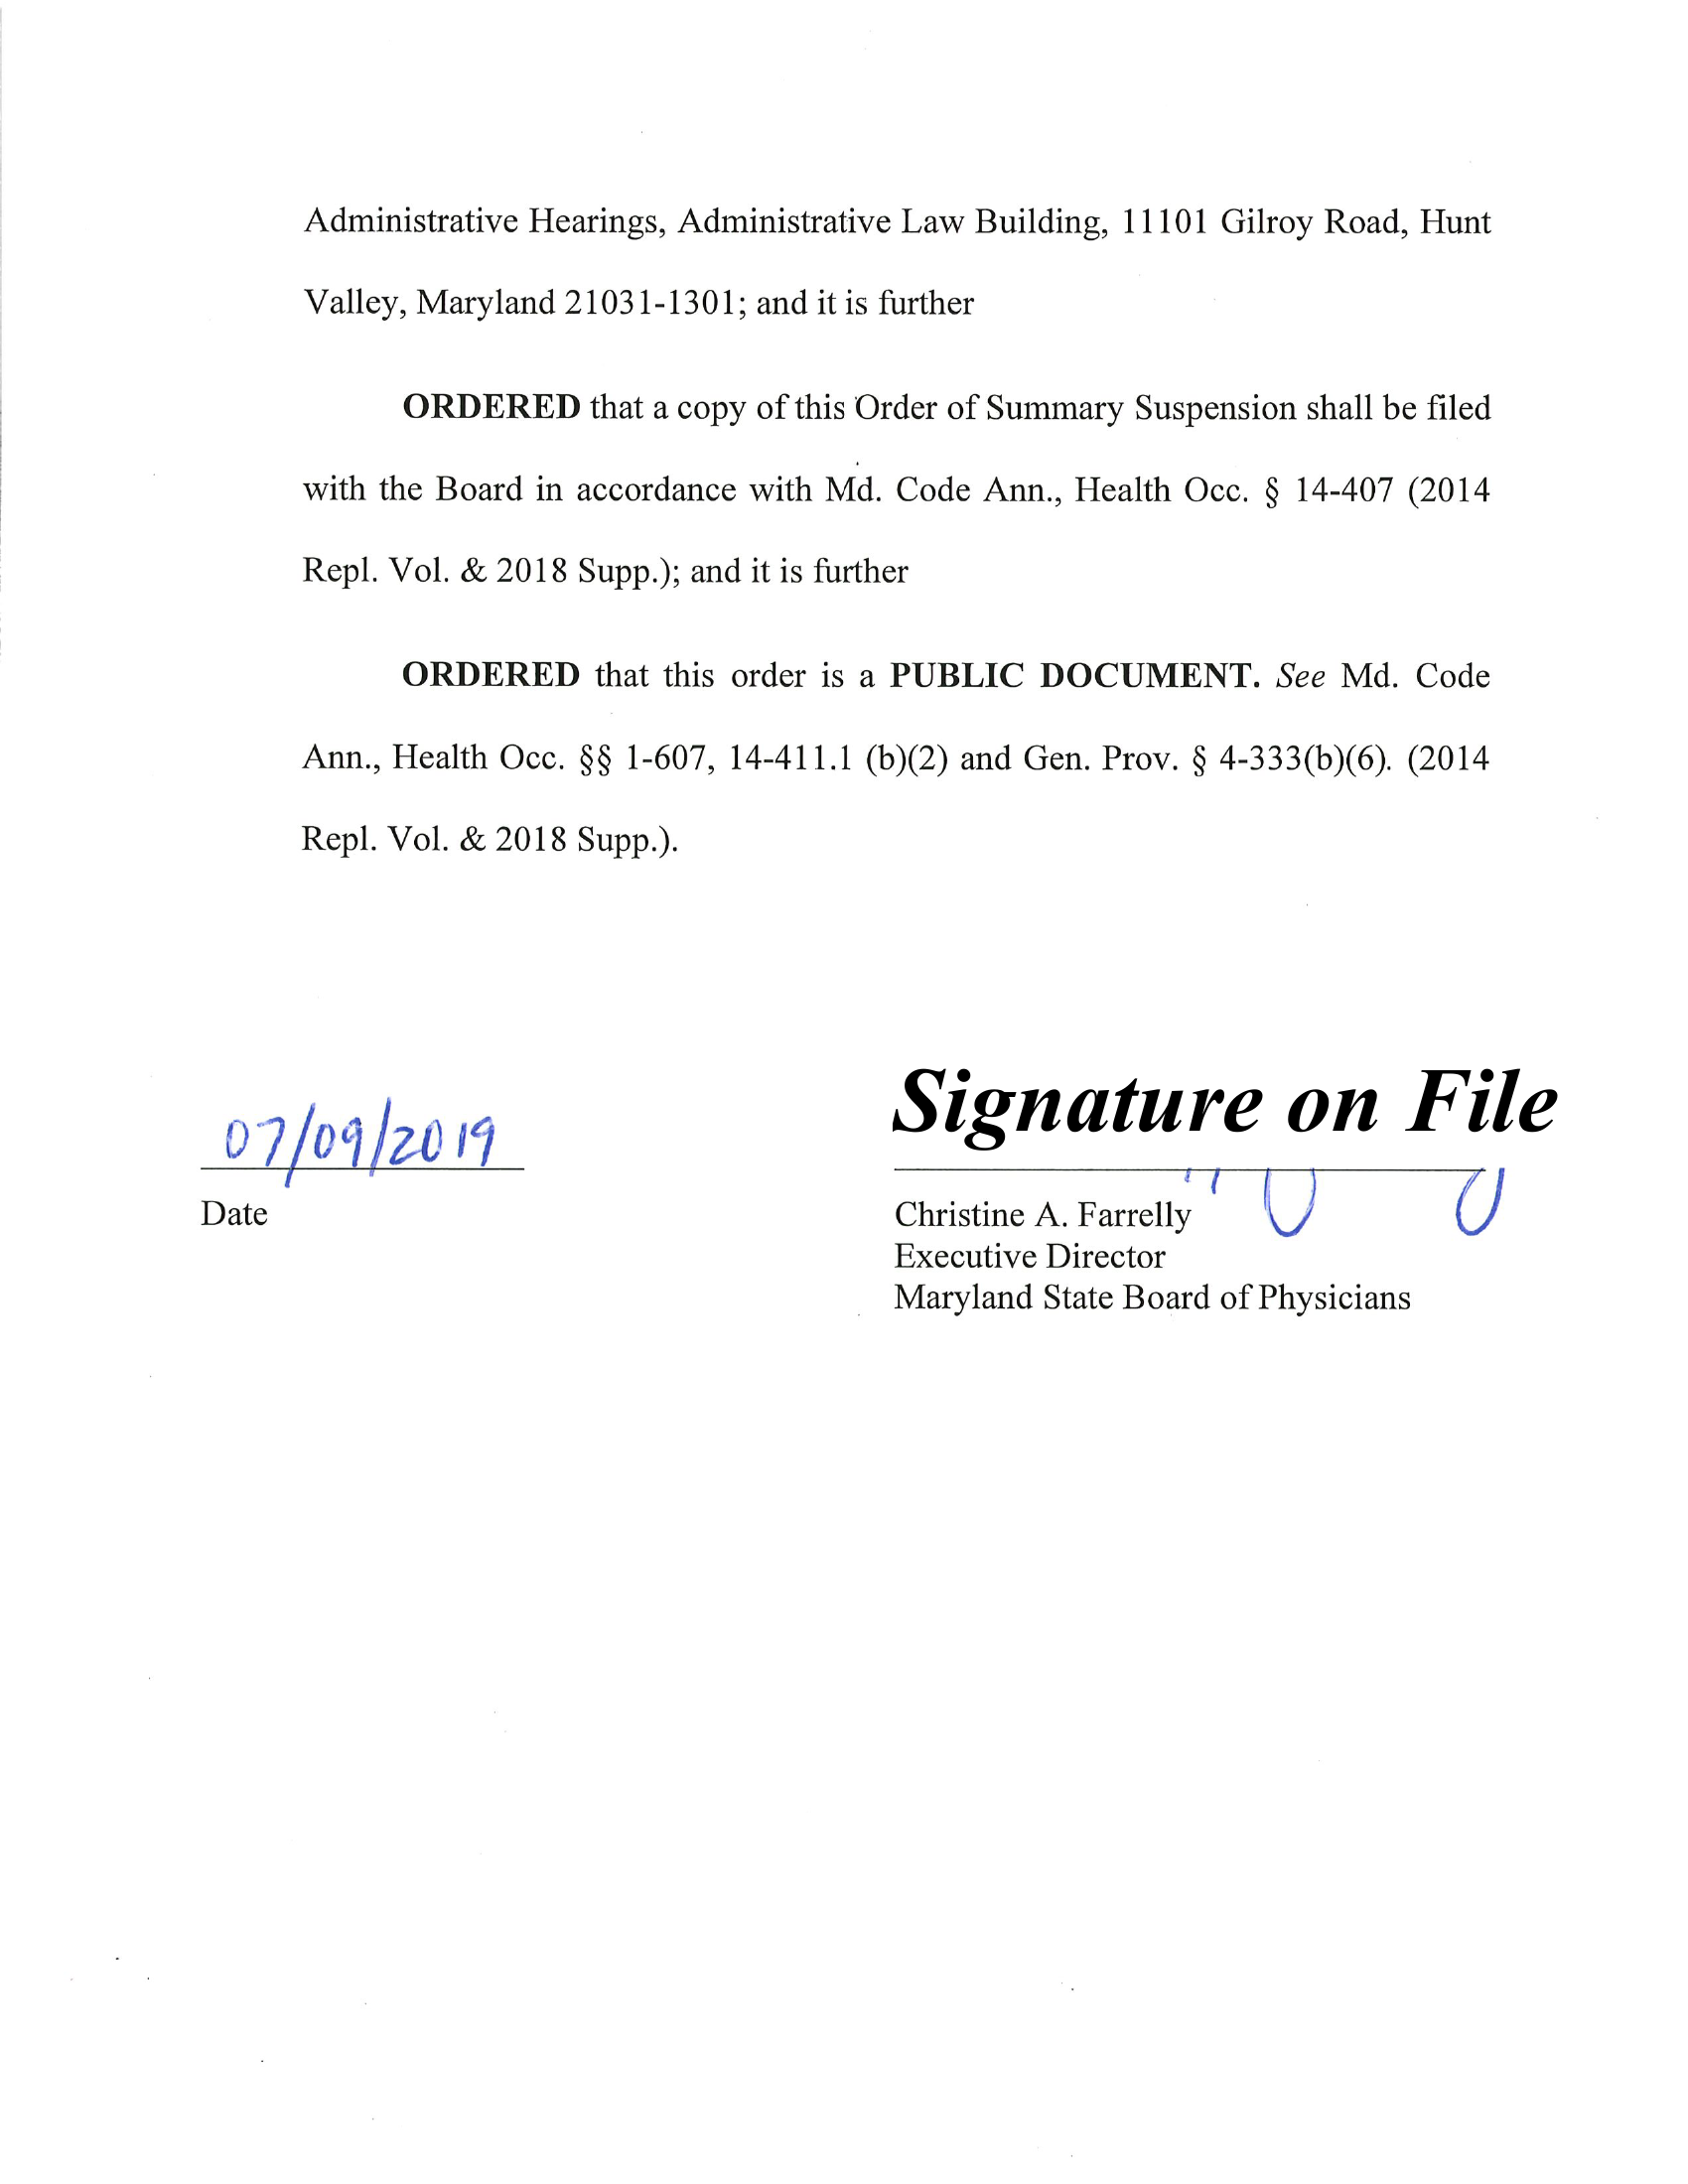 Administrative Hearings, Administrative Law Building, 11101 Gilroy Road, Hunt
Valley, Maryland 21031-1301; and it is further
ORDERED that a copy of this Order of Summary Suspension shall be filed
with the Board in accordance with Md. Code Ann., Health Occ. § 14-407 (2014
Repl. Vol. & 2018 Supp.); and it is further
ORDERED that this order is a PUBLIC DOCUMENT. See Md. Code
Ann., Health Occ. §§ 1-607, 14-411.1 (b)(2) and Gen. Prov. § 4-333(b)(6). (2014
Repl. Vol. & 2018 Supp.).
07/09/2019
Date
Signature on File
Christine A. Farrelly
Executive Director
Maryland State Board of Physicians